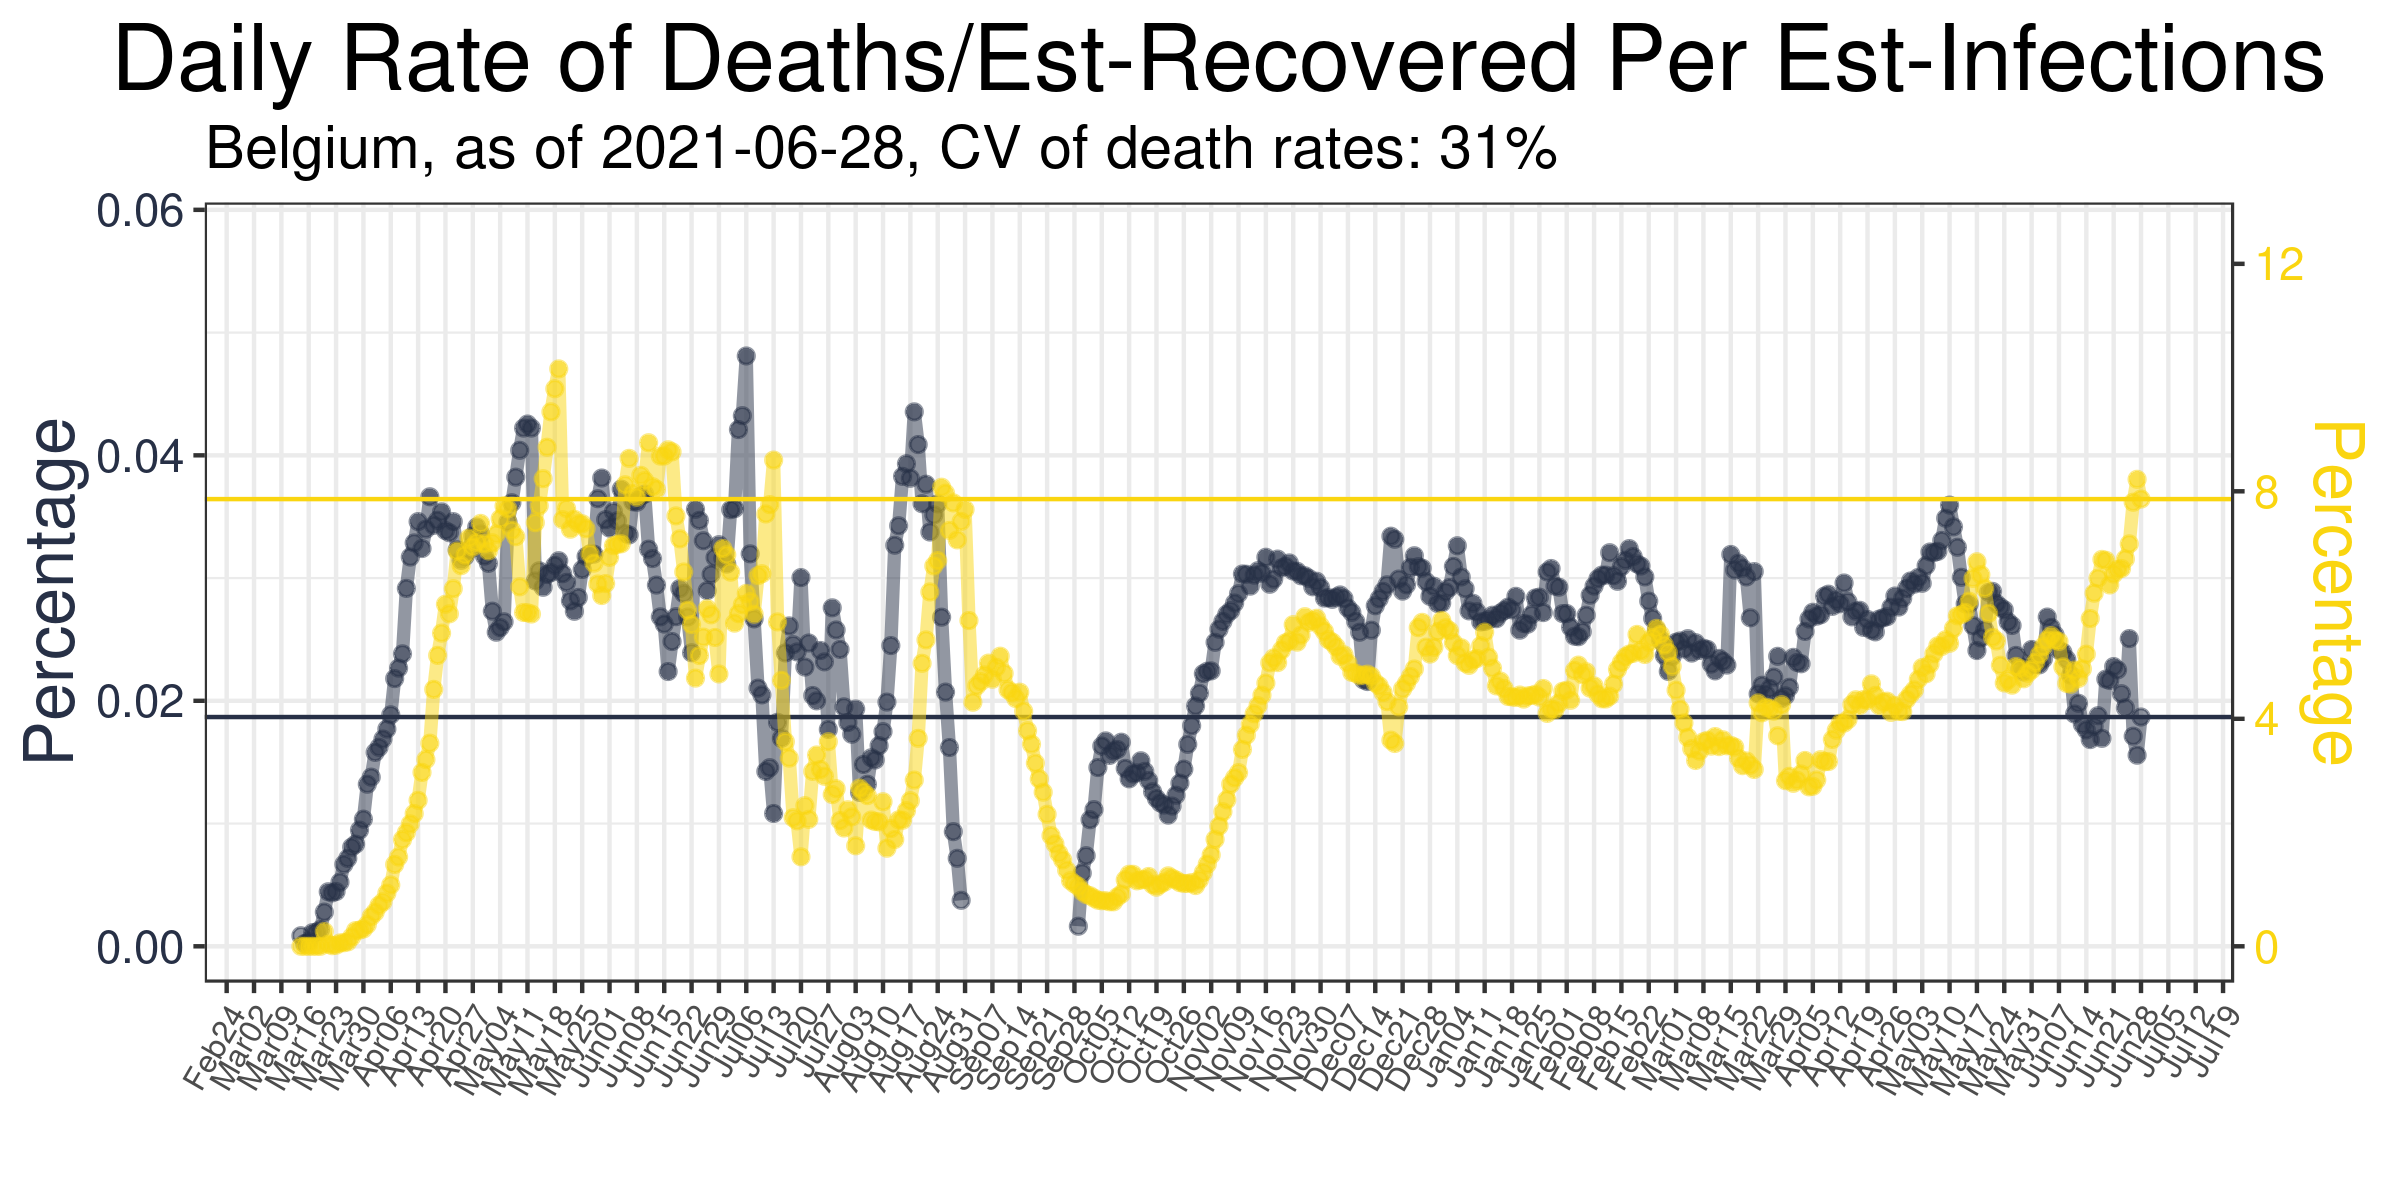 Daily Rate of Deaths/Est-Recovered Per Est-Infections
Belgium, as of 2021-06-28, CV of death rates: 31%
Percentage
0.06
0.04
0.02
0.00
12
8
4
0
Percentage
Feb24
Mar02
Mar09
Mar16
Mar23
Mar30
Apr06
Apr13
Apr20
Apr27
May04
May11
May18
May25
Jun01
Jun08
Jun15
Jun22
Jun29
Jul06
Jul13
Jul20
Jul27
Aug03
Aug10
Aug17
Aug24
Aug31
Sep07
Sep14
Sep21
Sep28
Oct05
Oct12
Oct19
Oct26
Nov02
Nov09
Nov16
Nov23
Nov30
Dec07
Dec14
Dec21
Dec28
Jan04
Jan11
Jan18
Jan25
Feb01
Feb08
Feb15
Feb22
Mar01
Mar08
Mar15
Mar22
Mar29
Apr05
Apr12
Apr19
Apr26
May03
May10
May17
May24
May31
Jun07
Jun14
Jun21
Jun28
Jul05
Jul12
Jul19